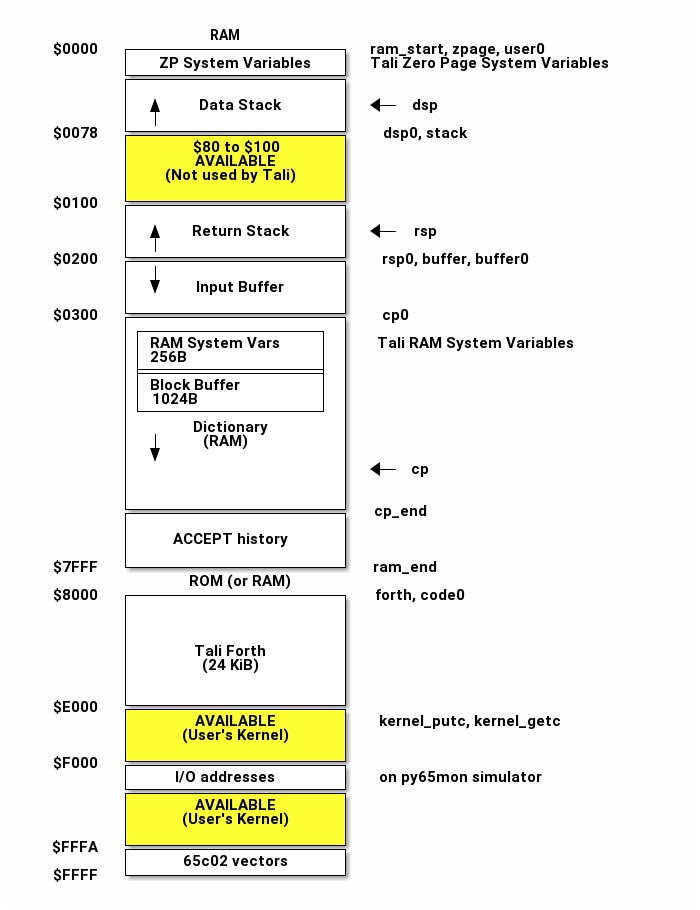 RAM
$0000
ram_start, zpage, user0
ZP System Variables
Tali Zero Page System Variables
Data Stack
dsp
$0078
dsp0, stack
$80 to $100
AVAILABLE
(Not used by Tali)
$0100
Return Stack
rsp
$0200
rsp0, buffer, buffer0
Input Buffer
$0300
cp0
RAM System Vars
256B
Tali RAM System Variables
Block Buffer
1024B
Dictionary
(RAM)
cp
cp_end
ACCEPT history
$7FFF
ram_end
ROM (or RAM)
$8000
forth, code0
Tali Forth
(24 KiB)
$E000
AVAILABLE
(User's Kernel)
kernel_putc, kernel_getc
$F000
I/O addresses
on py65mon simulator
AVAILABLE
(User's Kernel)
$FFFA
65c02 vectors
$FFFF